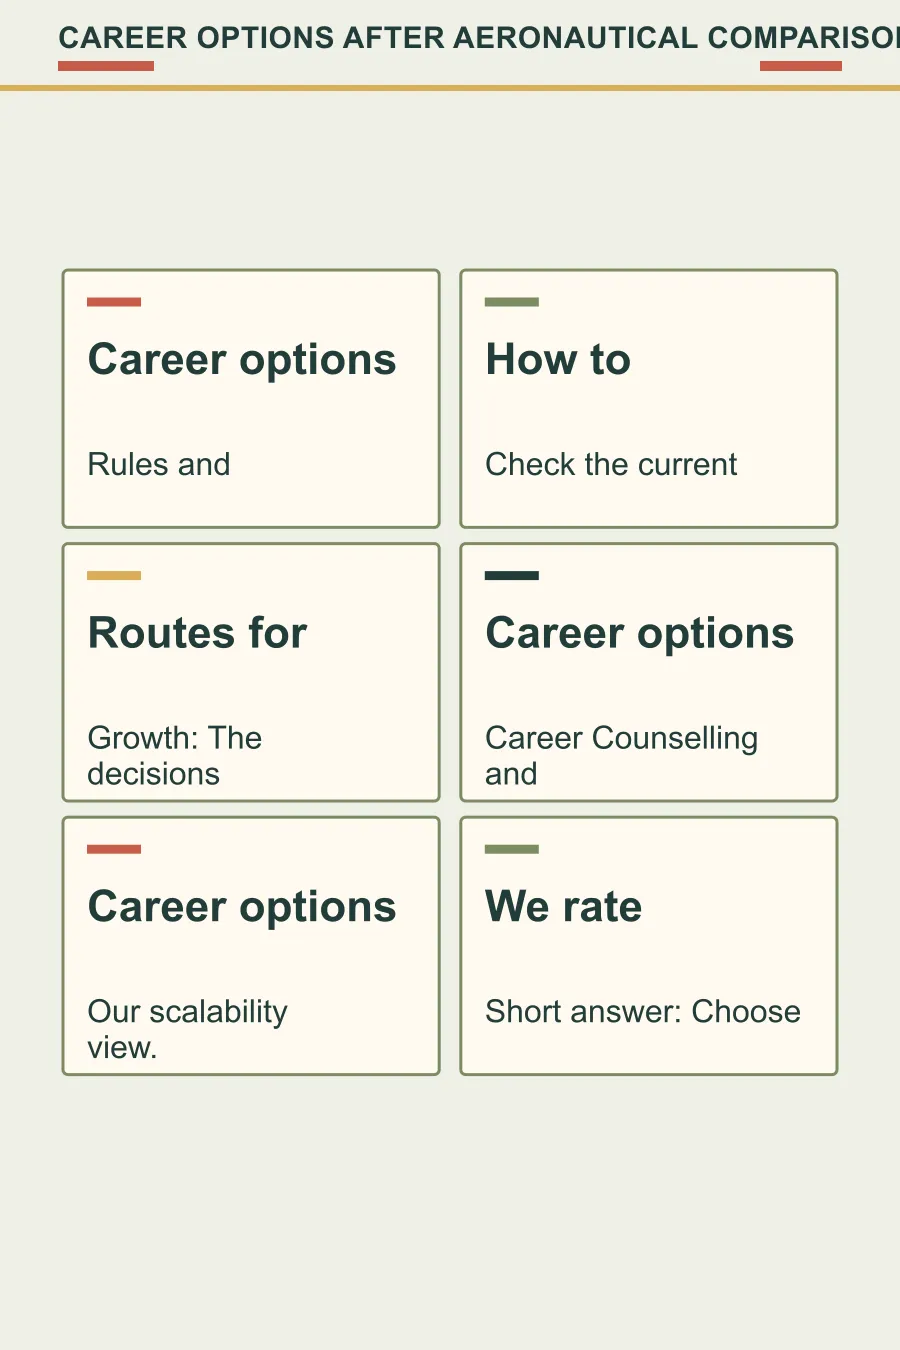 CAREER OPTIONS AFTER AERONAUTICAL COMPARISO
Career options
Rules and
How to
Check the current
Routes for
Growth: The
decisions
Career options
Career Counselling
and
Career options
Our scalability
view.
We rate
Short answer: Choose